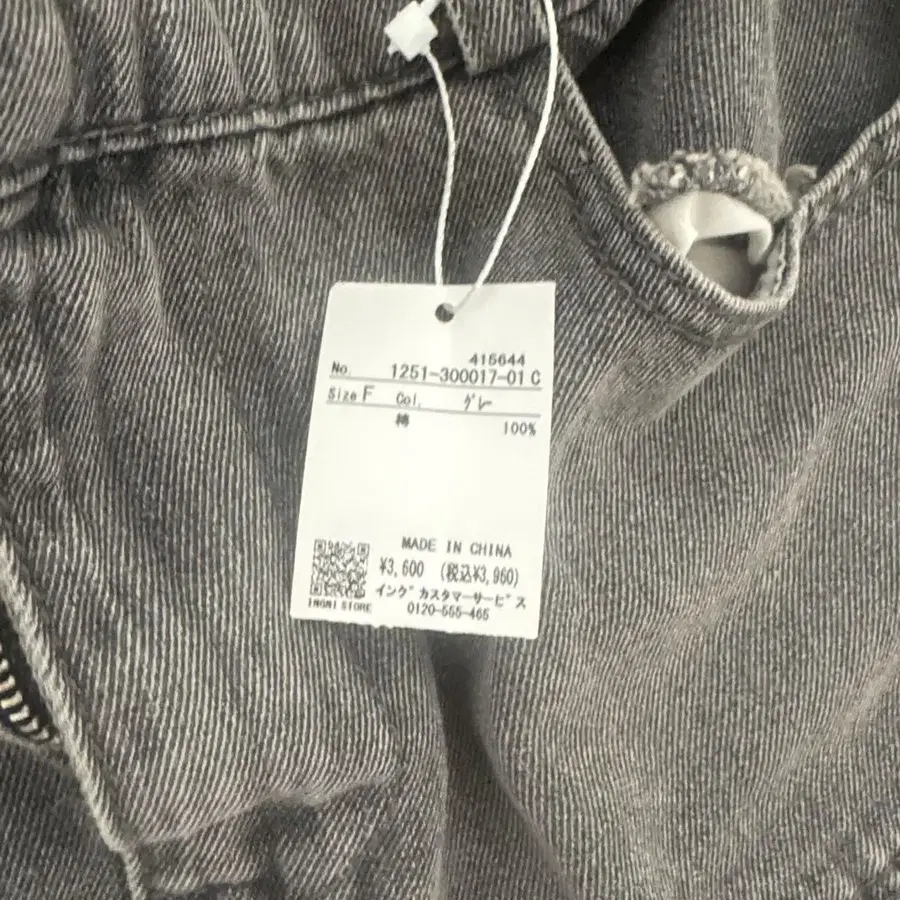 415644
No. 1251-300017-01 C
Size F Col. グレー
綿 100%
MADE IN CHINA
¥3,600 (税込¥3,960)
イング カスタマーサービス
INGNI STORE 0120-555-465